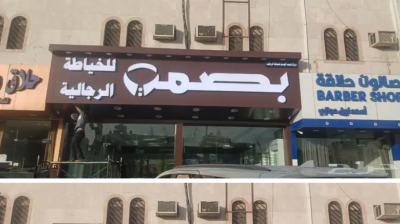 بصمة
للخياطة
الرجالية
صالون حلاقة
BARBER SHOP
حلاق